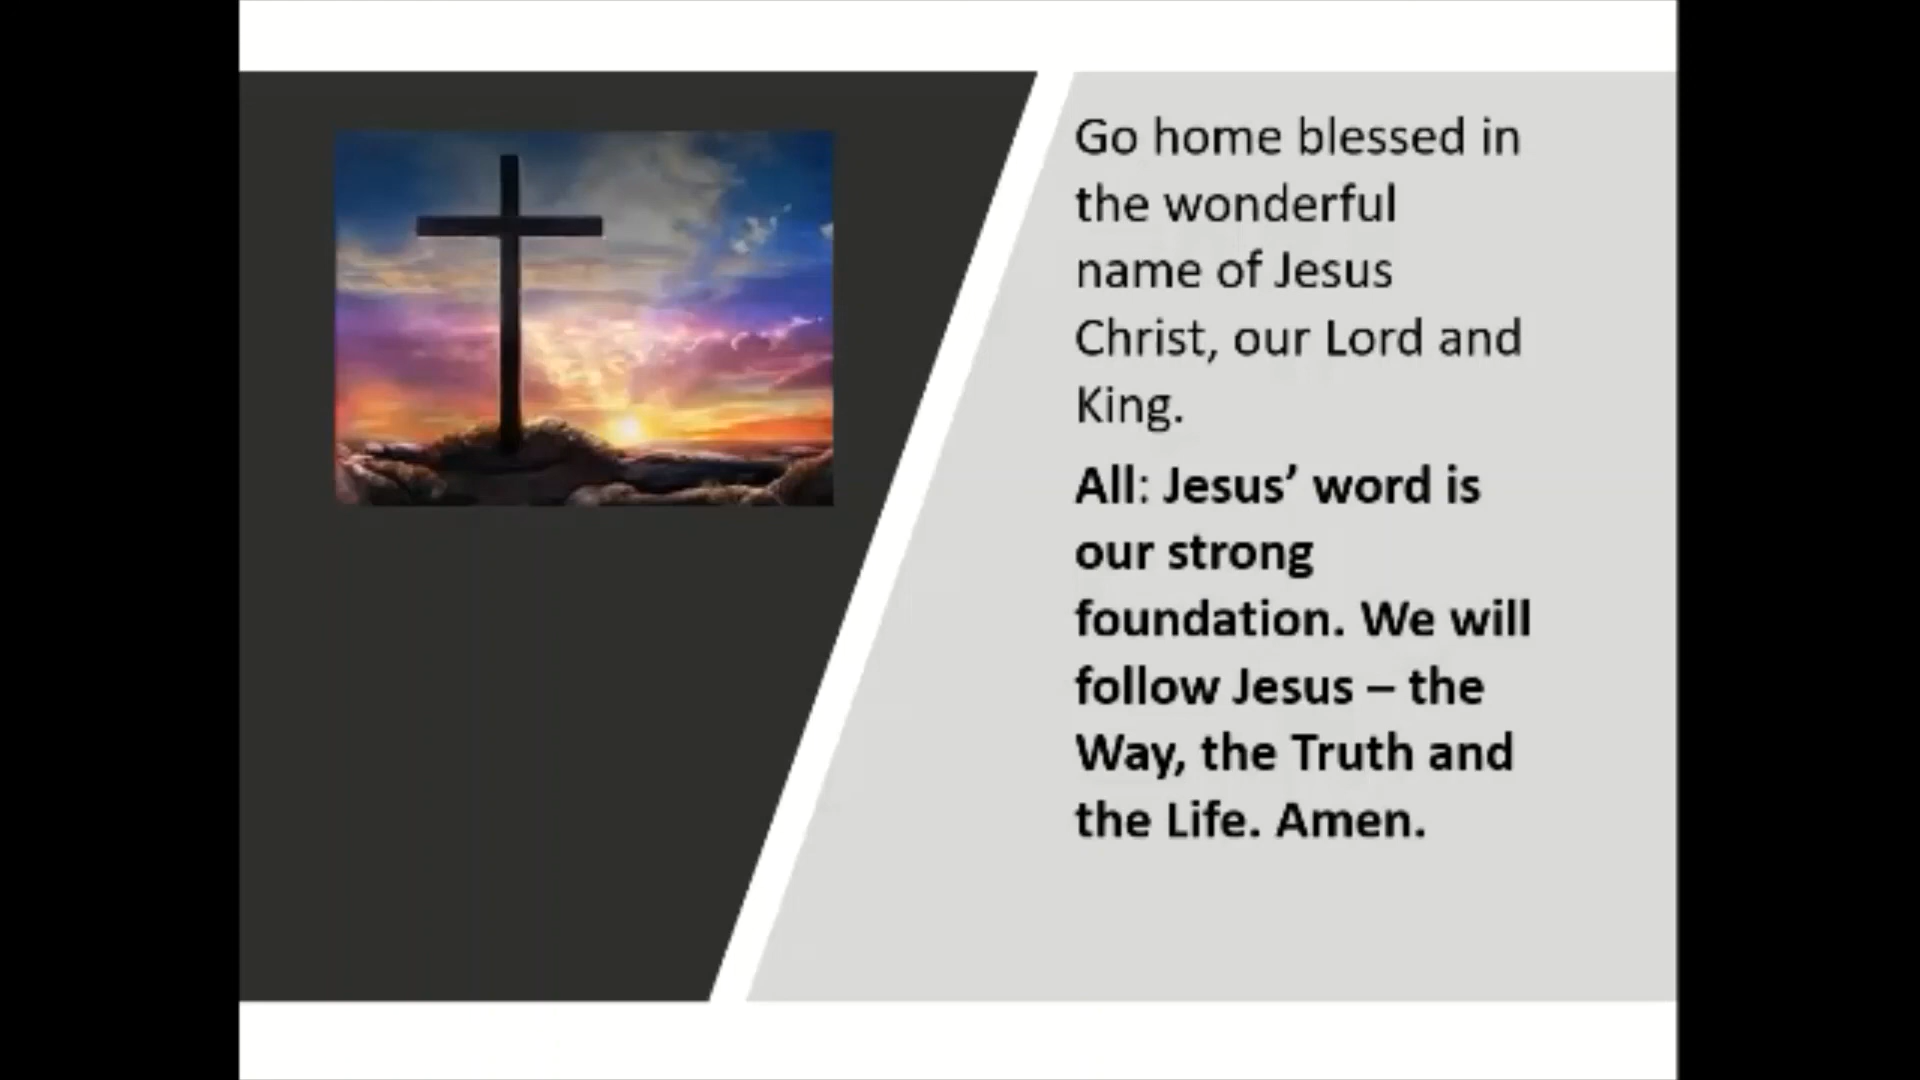 Go home blessed in
the wonderful
name of Jesus
Christ, our Lord and
King.
All: Jesus’ word is
our strong
foundation. We will
follow Jesus – the
Way, the Truth and
the Life. Amen.